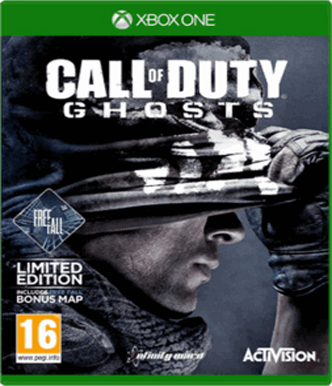 XBOX ONE
CALL OF DUTY
GHOSTS
FREE
FALL
LIMITED
EDITION
INCLUDES FREE FALL
BONUS MAP
16
www.pegi.info
infinity ward
ACTIVISION